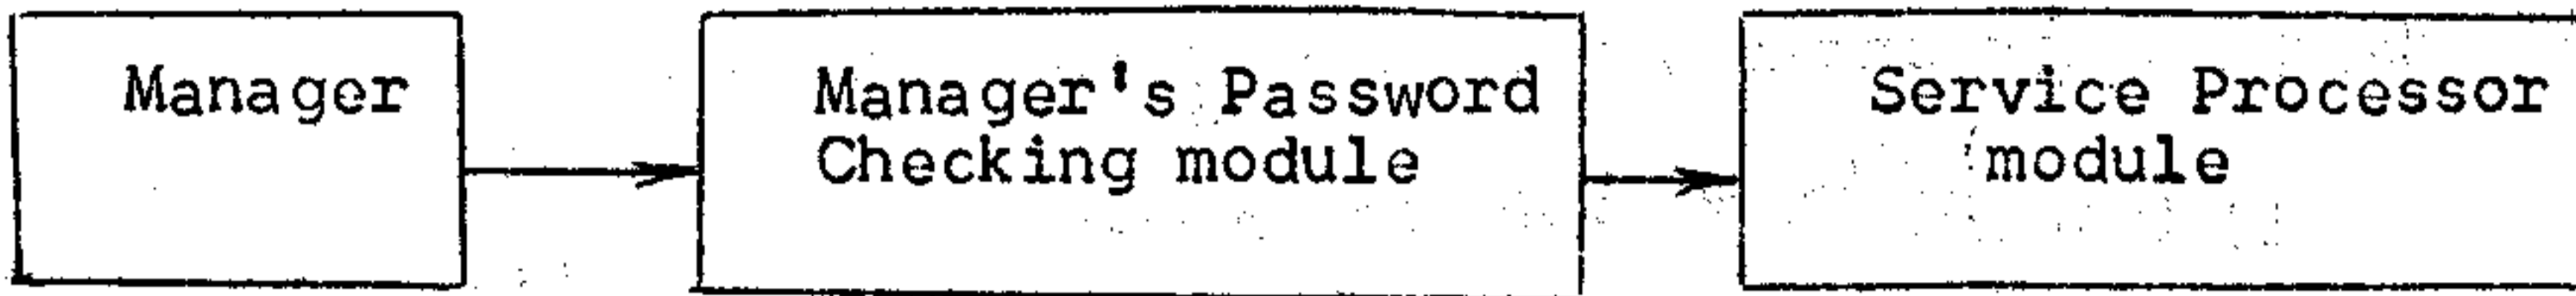 Manager
Manager's Password
Checking module
Service Processor
module